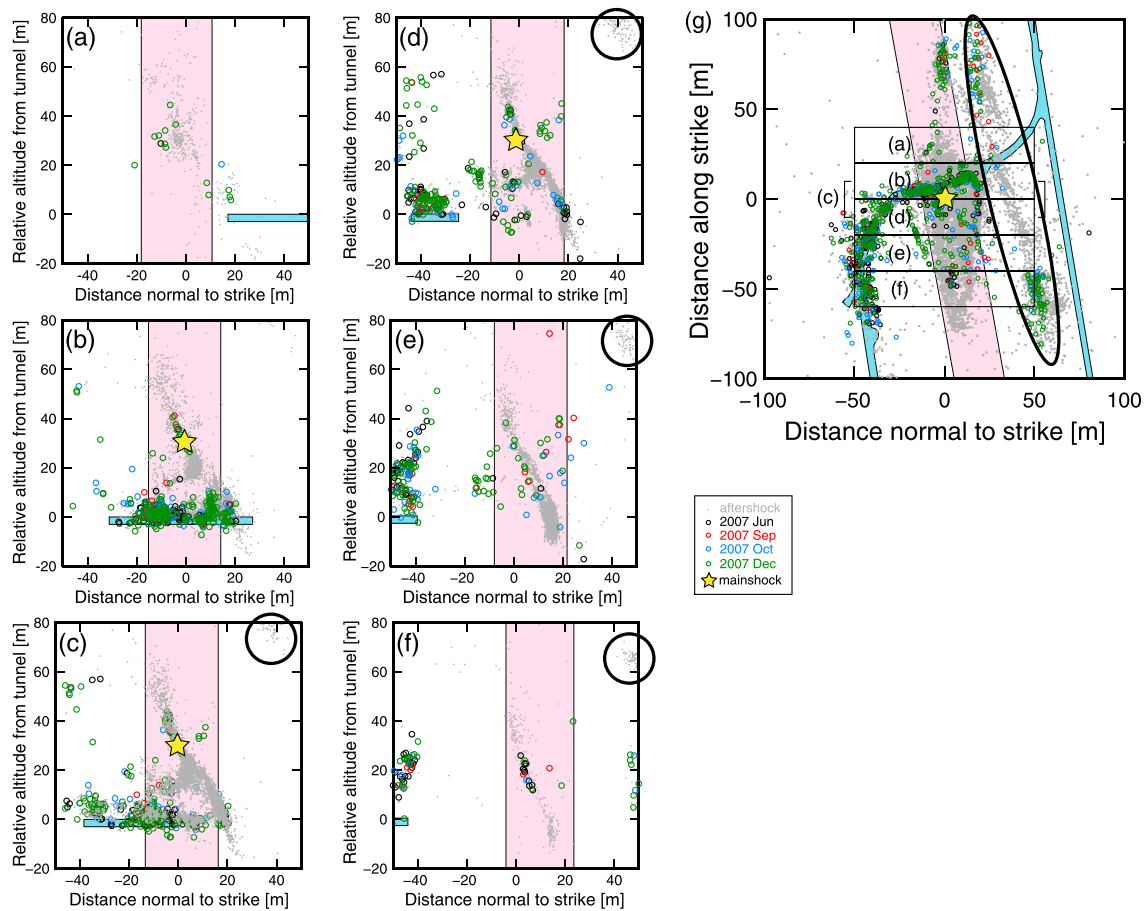 (a)
Relative altitude from tunnel [m]
80
60
40
20
0
−20
−40 −20 0 20 40
Distance normal to strike [m]
(b)
Relative altitude from tunnel [m]
80
60
40
20
0
−20
−40 −20 0 20 40
Distance normal to strike [m]
(c)
Relative altitude from tunnel [m]
80
60
40
20
0
−20
−40 −20 0 20 40
Distance normal to strike [m]
(d)
Relative altitude from tunnel [m]
80
60
40
20
0
−20
−40 −20 0 20 40
Distance normal to strike [m]
(e)
Relative altitude from tunnel [m]
80
60
40
20
0
−20
−40 −20 0 20 40
Distance normal to strike [m]
(f)
Relative altitude from tunnel [m]
80
60
40
20
0
−20
−40 −20 0 20 40
Distance normal to strike [m]
(g)
Distance along strike [m]
100
50
0
−50
−100
(a)
(b)
(c)
(d)
(e)
(f)
−100 −50 0 50 100
Distance normal to strike [m]
aftershock
2007 Jun
2007 Sep
2007 Oct
2007 Dec
mainshock